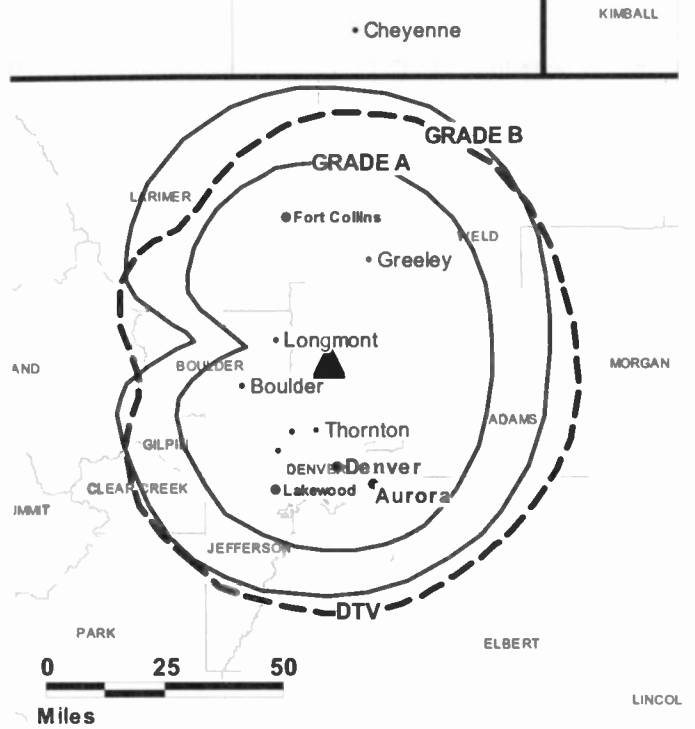 KIMBALL
Cheyenne
GRADE B
GRADE A
LARIMER
Fort Collins
WELD
Greeley
Longmont
BOULDER
AND
MORGAN
Boulder
ADAMS
Thornton
GILPIN
DENVER
Denver
CLEAR CREEK
Lakewood
Aurora
UMMIT
JEFFERSON
DTV
PARK
ELBERT
0 25 50
LINCOL
Miles